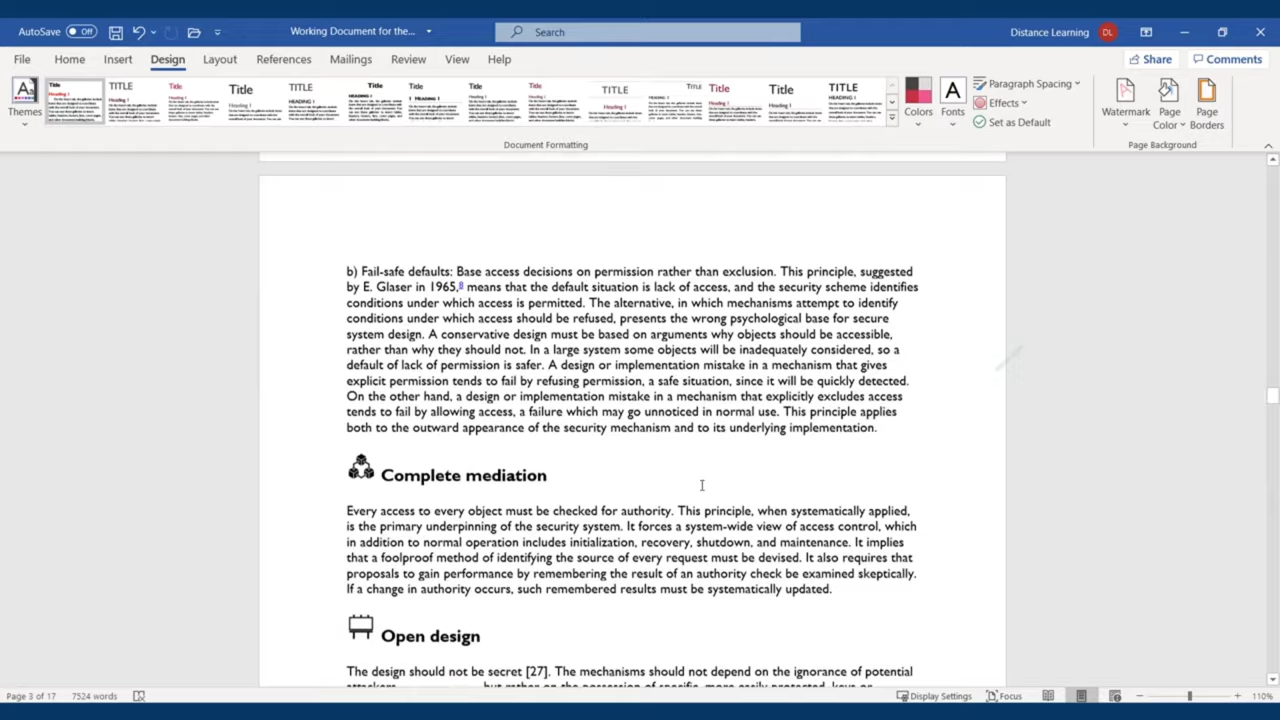 AutoSave Off Working Document for the... Search Distance Learning DL
File Home Insert Design Layout References Mailings Review View Help Share Comments
Themes
Colors Fonts
Paragraph Spacing
Effects
Set as Default
Watermark Page Color Page Borders
Document Formatting Page Background
b) Fail-safe defaults: Base access decisions on permission rather than exclusion. This principle, suggested
by E. Glaser in 1965,8 means that the default situation is lack of access, and the security scheme identifies
conditions under which access is permitted. The alternative, in which mechanisms attempt to identify
conditions under which access should be refused, presents the wrong psychological base for secure
system design. A conservative design must be based on arguments why objects should be accessible,
rather than why they should not. In a large system some objects will be inadequately considered, so a
default of lack of permission is safer. A design or implementation mistake in a mechanism that gives
explicit permission tends to fail by refusing permission, a safe situation, since it will be quickly detected.
On the other hand, a design or implementation mistake in a mechanism that explicitly excludes access
tends to fail by allowing access, a failure which may go unnoticed in normal use. This principle applies
both to the outward appearance of the security mechanism and to its underlying implementation.
Complete mediation
Every access to every object must be checked for authority. This principle, when systematically applied,
is the primary underpinning of the security system. It forces a system-wide view of access control, which
in addition to normal operation includes initialization, recovery, shutdown, and maintenance. It implies
that a foolproof method of identifying the source of every request must be devised. It also requires that
proposals to gain performance by remembering the result of an authority check be examined skeptically.
If a change in authority occurs, such remembered results must be systematically updated.
Open design
The design should not be secret [27]. The mechanisms should not depend on the ignorance of potential
attackers, but rather on the possession of specific, more easily protected, keys or
Page 3 of 17 7524 words Display Settings Focus 110%